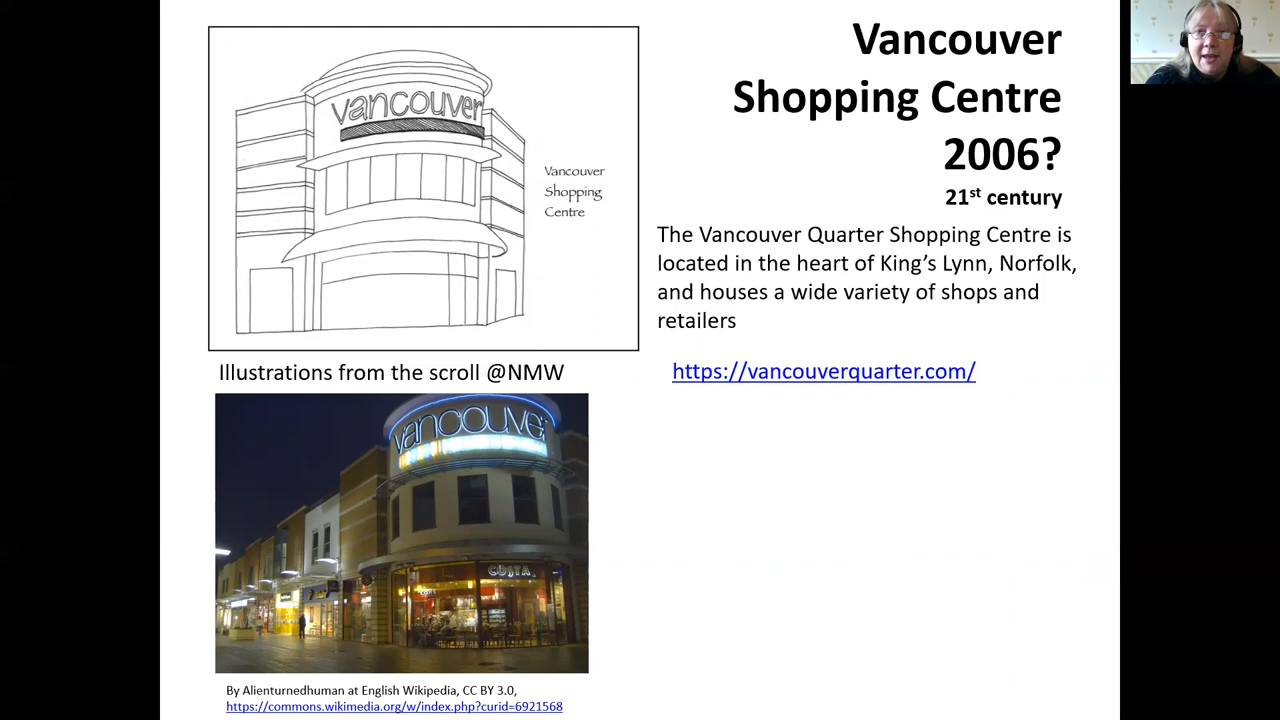 vancouver
Vancouver
Shopping
Centre
Illustrations from the scroll @NMW
Vancouver
Shopping Centre
2006?
21st century
The Vancouver Quarter Shopping Centre is
located in the heart of King’s Lynn, Norfolk,
and houses a wide variety of shops and
retailers
https://vancouverquarter.com/
vancouver
COSTA
By Alienturnedhuman at English Wikipedia, CC BY 3.0,
https://commons.wikimedia.org/w/index.php?curid=6921568